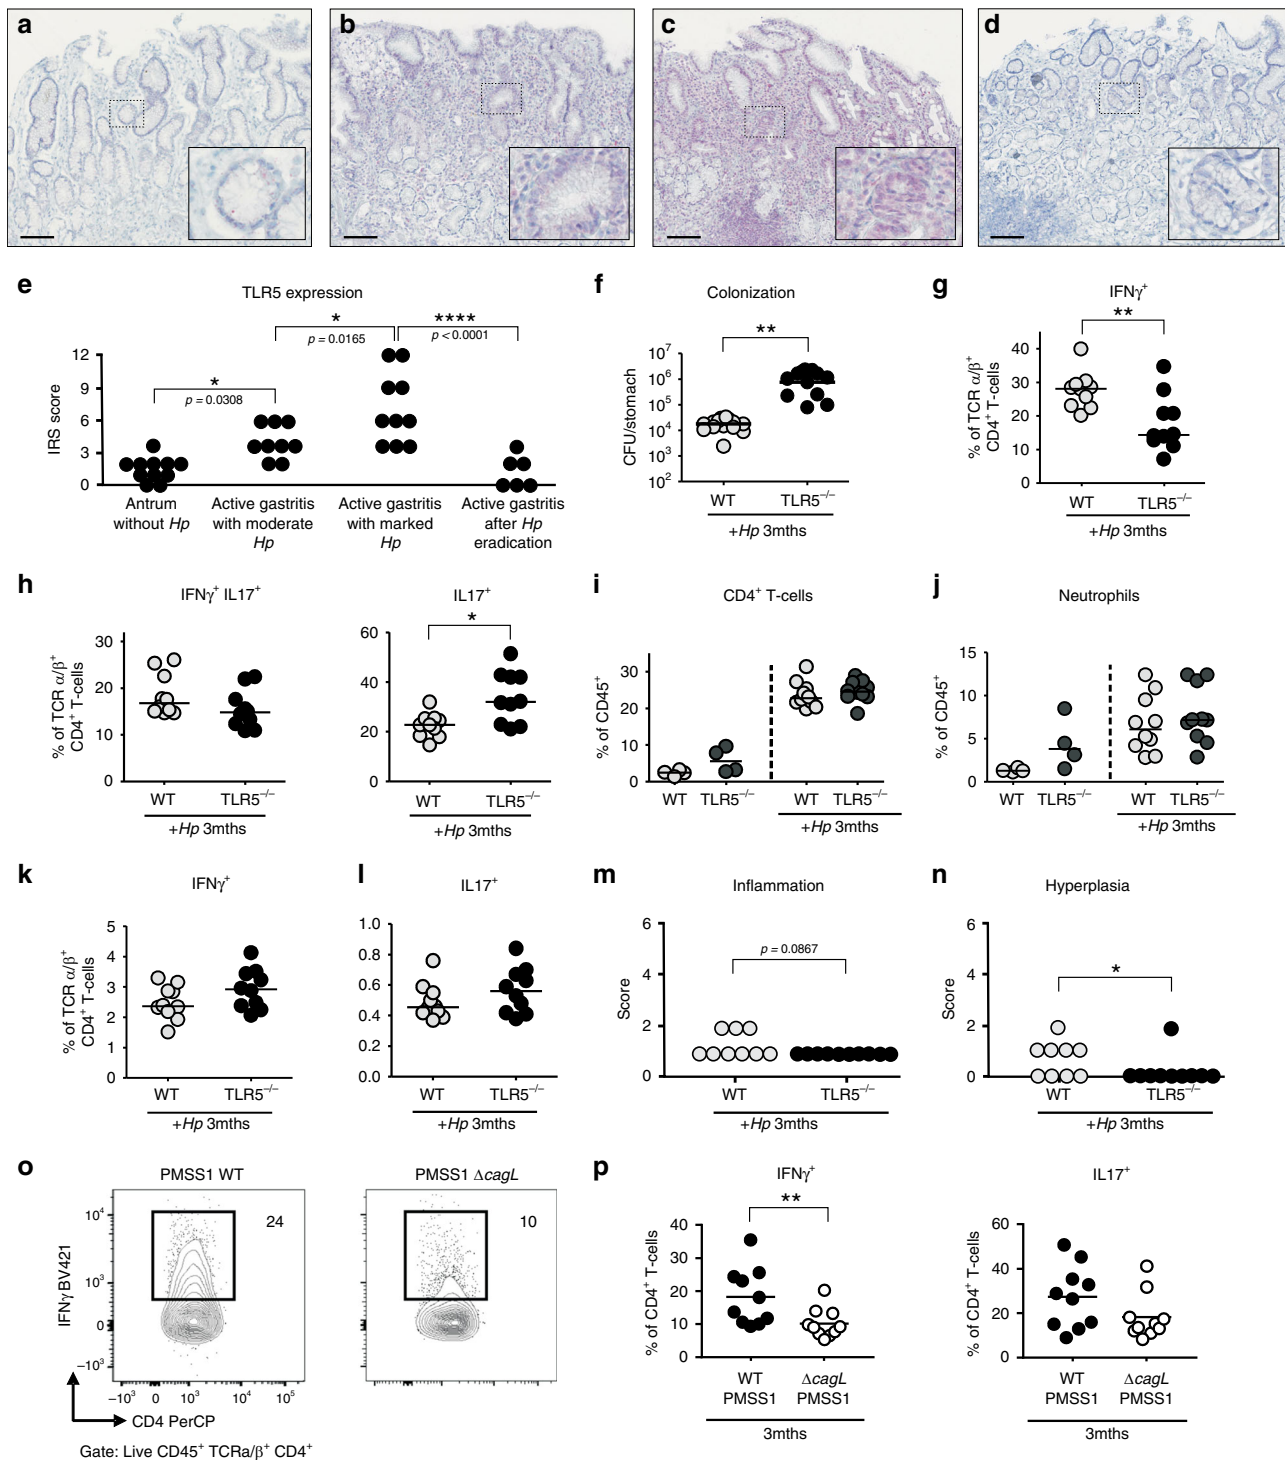 a
b
c
d
e
TLR5 expression
*
p = 0.0308
*
p = 0.0165
****
p < 0.0001
IRS score
12
9
6
3
0
Antrum without Hp
Active gastritis with moderate Hp
Active gastritis with marked Hp
Active gastritis after Hp eradication
f
Colonization
**
CFU/stomach
10⁷
10⁶
10⁵
10⁴
10³
10²
WT
TLR5⁻/⁻
+Hp 3mths
g
IFNγ⁺
**
% of TCR α/β⁺
CD4⁺ T-cells
40
30
20
10
0
WT
TLR5⁻/⁻
+Hp 3mths
h
IFNγ⁺ IL17⁺
% of TCR α/β⁺
CD4⁺ T-cells
30
20
10
0
WT
TLR5⁻/⁻
+Hp 3mths
IL17⁺
*
60
40
20
0
WT
TLR5⁻/⁻
+Hp 3mths
i
CD4⁺ T-cells
% of CD45⁺
30
20
10
0
WT
TLR5⁻/⁻
WT
TLR5⁻/⁻
+Hp 3mths
j
Neutrophils
% of CD45⁺
15
10
5
0
WT
TLR5⁻/⁻
WT
TLR5⁻/⁻
+Hp 3mths
k
IFNγ⁺
% of TCR α/β⁺
CD4⁺ T-cells
5
4
3
2
1
0
WT
TLR5⁻/⁻
+Hp 3mths
l
IL17⁺
1.0
0.8
0.6
0.4
0.2
0.0
WT
TLR5⁻/⁻
+Hp 3mths
m
Inflammation
p = 0.0867
Score
6
4
2
0
WT
TLR5⁻/⁻
+Hp 3mths
n
Hyperplasia
*
Score
6
4
2
0
WT
TLR5⁻/⁻
+Hp 3mths
o
PMSS1 WT
24
IFNγ BV421
10⁴
10³
0
−10³
−10³
0
10³
10⁴
10⁵
CD4 PerCP
Gate: Live CD45⁺ TCRa/β⁺ CD4⁺
PMSS1 ΔcagL
10
p
IFNγ⁺
**
% of CD4⁺ T-cells
40
30
20
10
0
WT
PMSS1
ΔcagL
PMSS1
3mths
IL17⁺
% of CD4⁺ T-cells
60
40
20
0
WT
PMSS1
ΔcagL
PMSS1
3mths